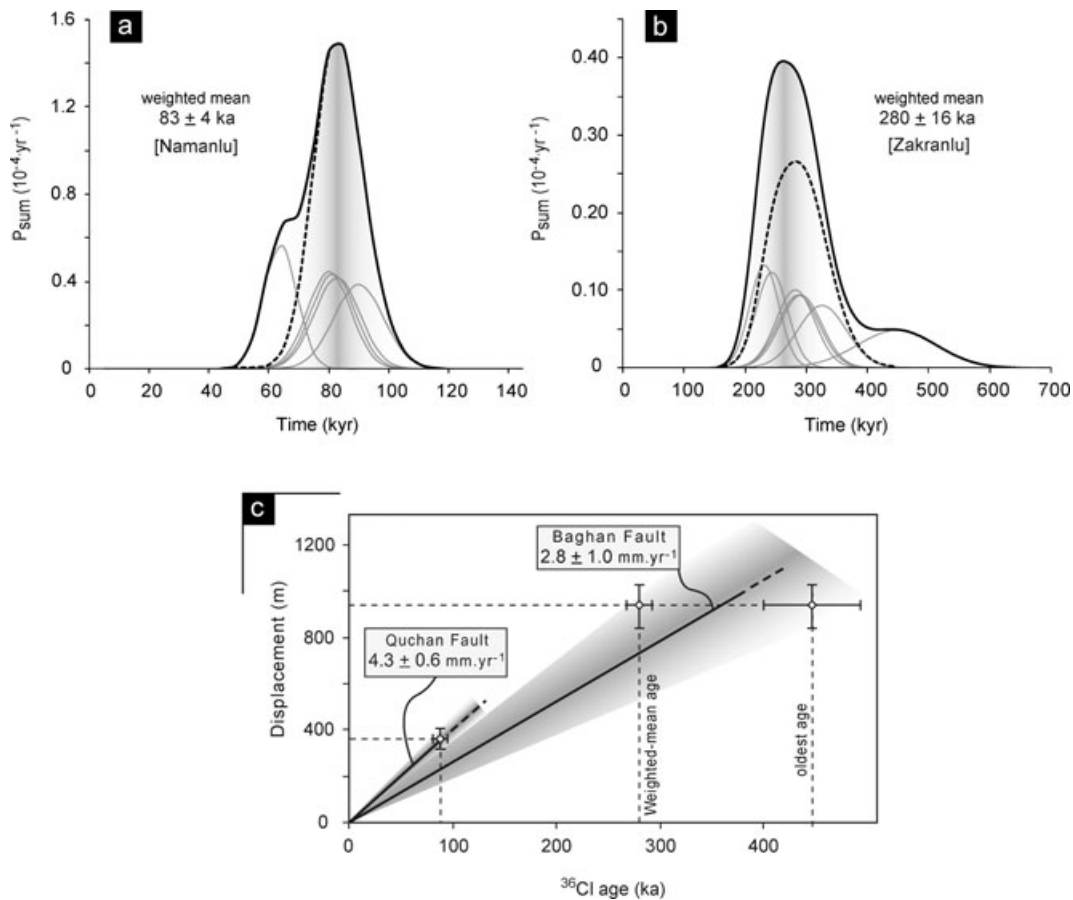 a
1.6
1.2
0.8
0.4
0
Psum (10⁻⁴.yr⁻¹)
weighted mean
83 ± 4 ka
[Namanlu]
0 20 40 60 80 100 120 140
Time (kyr)
b
0.40
0.30
0.20
0.10
0
Psum (10⁻⁴.yr⁻¹)
weighted mean
280 ± 16 ka
[Zakranlu]
0 100 200 300 400 500 600 700
Time (kyr)
c
1200
800
400
0
Displacement (m)
Baghan Fault
2.8 ± 1.0 mm.yr⁻¹
Quchan Fault
4.3 ± 0.6 mm.yr⁻¹
Weighted-mean age
oldest age
0 100 200 300 400
³⁶Cl age (ka)